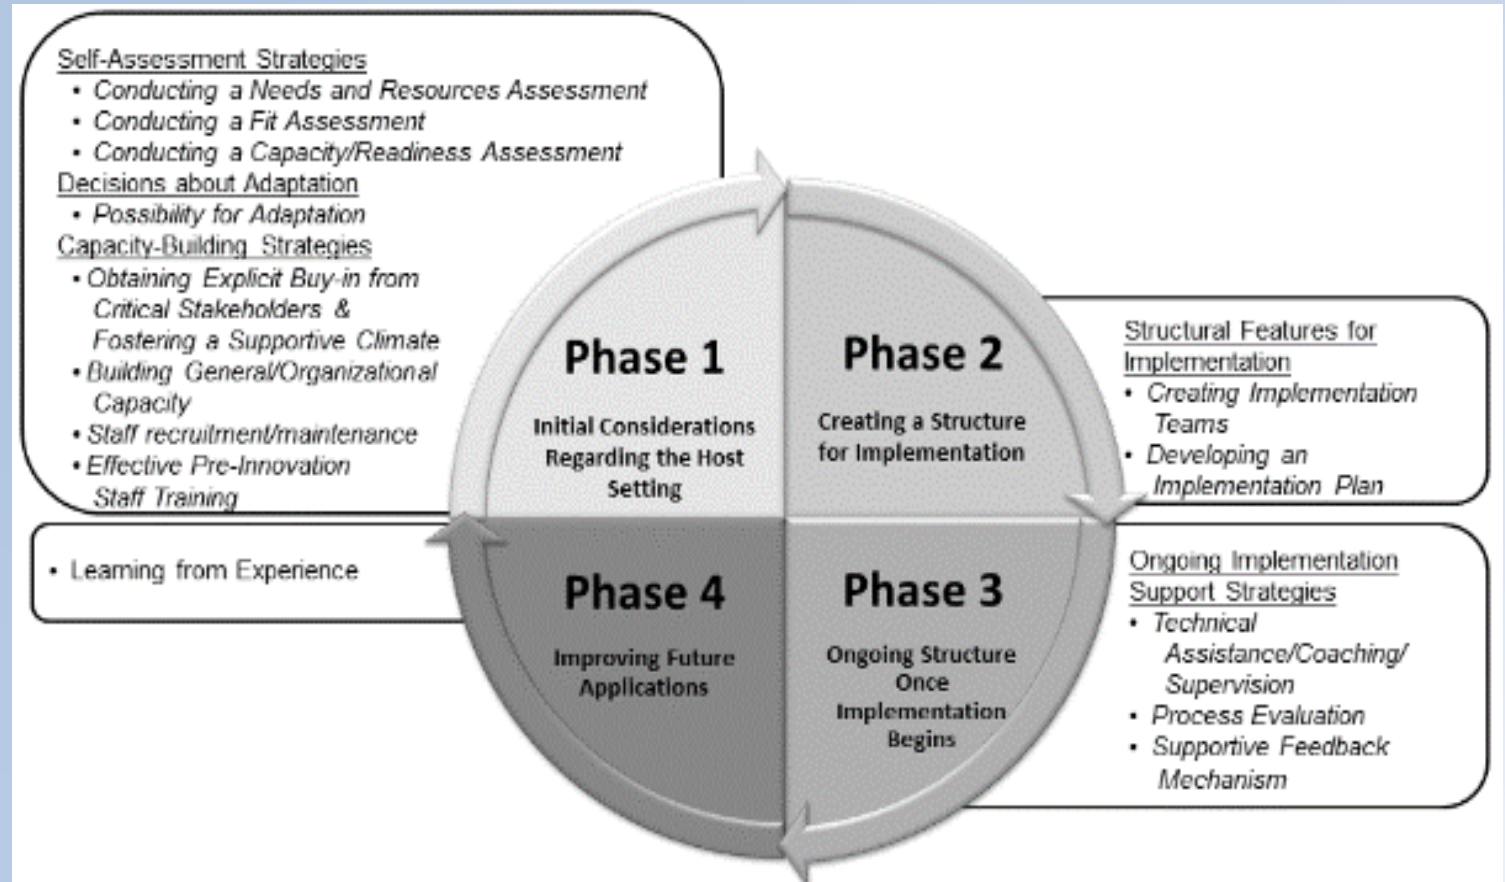 Self-Assessment Strategies
• Conducting a Needs and Resources Assessment
• Conducting a Fit Assessment
• Conducting a Capacity/Readiness Assessment
Decisions about Adaptation
• Possibility for Adaptation
Capacity-Building Strategies
• Obtaining Explicit Buy-in from
Critical Stakeholders &
Fostering a Supportive Climate
• Building General/Organizational
Capacity
• Staff recruitment/maintenance
• Effective Pre-Innovation
Staff Training
Phase 1
Initial Considerations
Regarding the Host
Setting
Phase 2
Creating a Structure
for Implementation
Structural Features for
Implementation
• Creating Implementation
Teams
• Developing an
Implementation Plan
Phase 3
Ongoing Structure
Once
Implementation
Begins
Ongoing Implementation
Support Strategies
• Technical
Assistance/Coaching/
Supervision
• Process Evaluation
• Supportive Feedback
Mechanism
Phase 4
Improving Future
Applications
• Learning from Experience